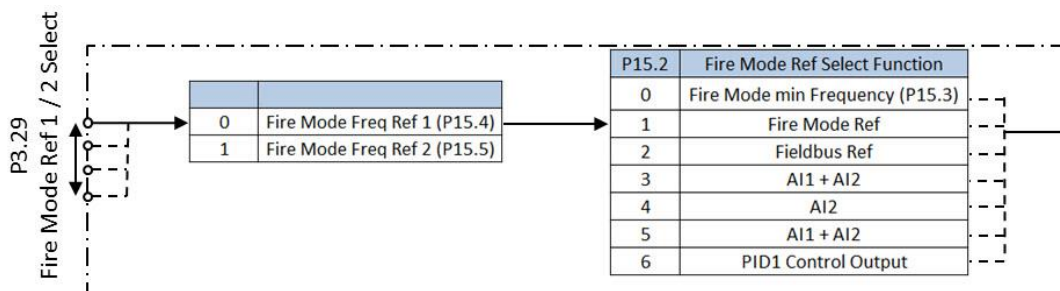 P3.29
Fire Mode Ref 1 / 2 Select
0 Fire Mode Freq Ref 1 (P15.4)
1 Fire Mode Freq Ref 2 (P15.5)
P15.2 Fire Mode Ref Select Function
0 Fire Mode min Frequency (P15.3)
1 Fire Mode Ref
2 Fieldbus Ref
3 AI1 + AI2
4 AI2
5 AI1 + AI2
6 PID1 Control Output